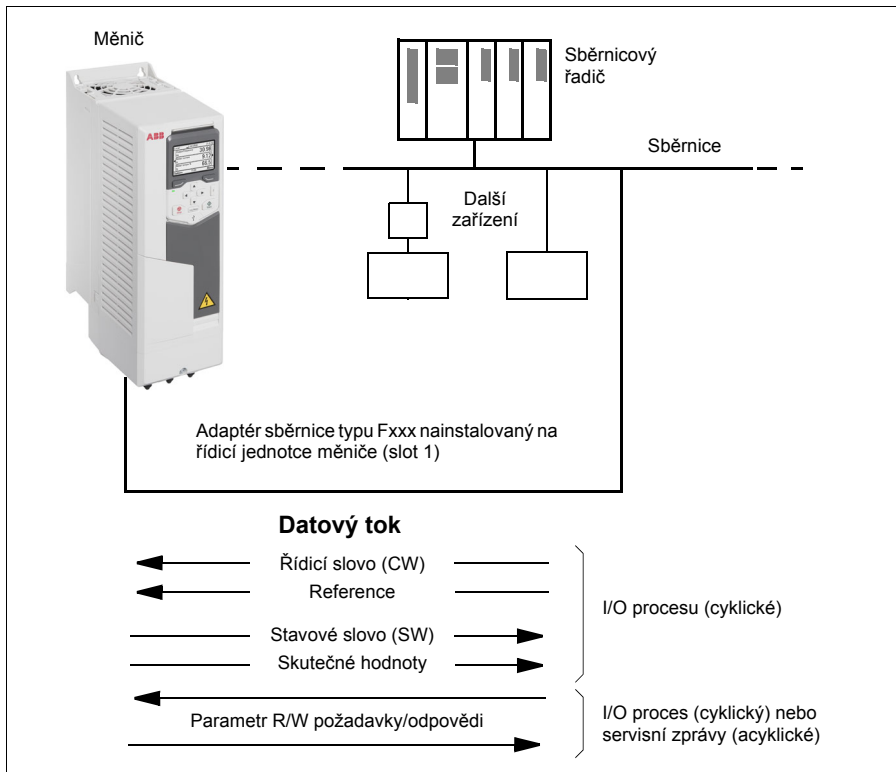 Měnič
Sběrnicový
řadič
ABB
Sběrnice
Další
zařízení
Adaptér sběrnice typu Fxxx nainstalovaný na
řídicí jednotce měniče (slot 1)
Datový tok
Řídicí slovo (CW)
Reference
I/O procesu (cyklické)
Stavové slovo (SW)
Skutečné hodnoty
Parametr R/W požadavky/odpovědi
I/O proces (cyklický) nebo
servisní zprávy (acyklické)